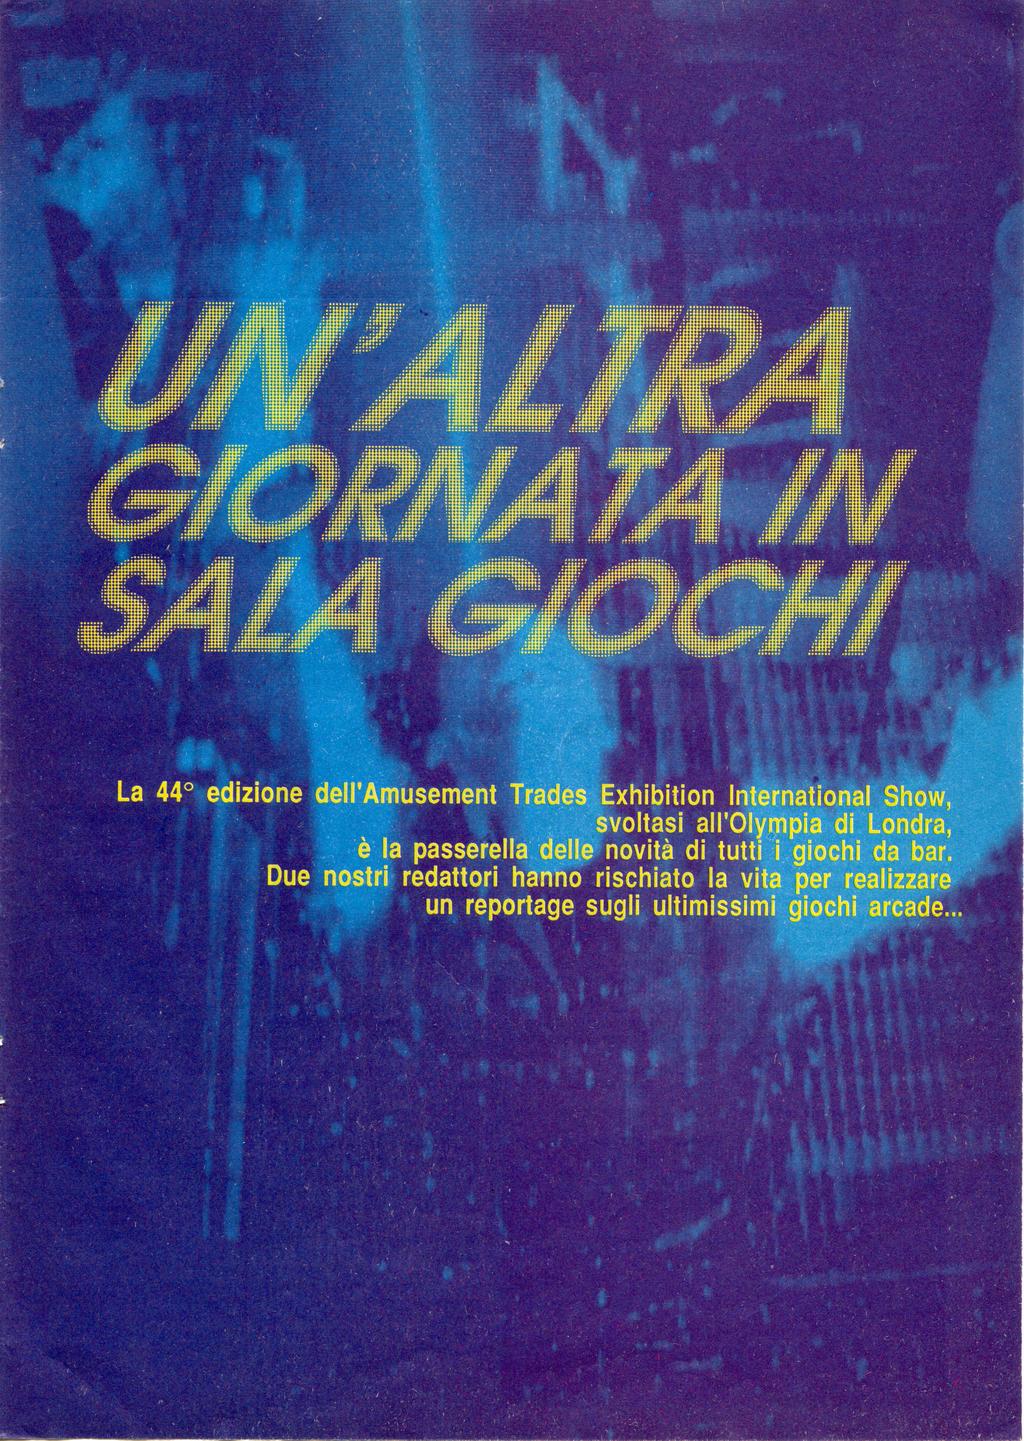 UN'ALTRA
GIORNATA IN
SALA GIOCHI
La 44° edizione dell'Amusement Trades Exhibition International Show,
svoltasi all'Olympia di Londra,
è la passerella delle novità di tutti i giochi da bar.
Due nostri redattori hanno rischiato la vita per realizzare
un reportage sugli ultimissimi giochi arcade...